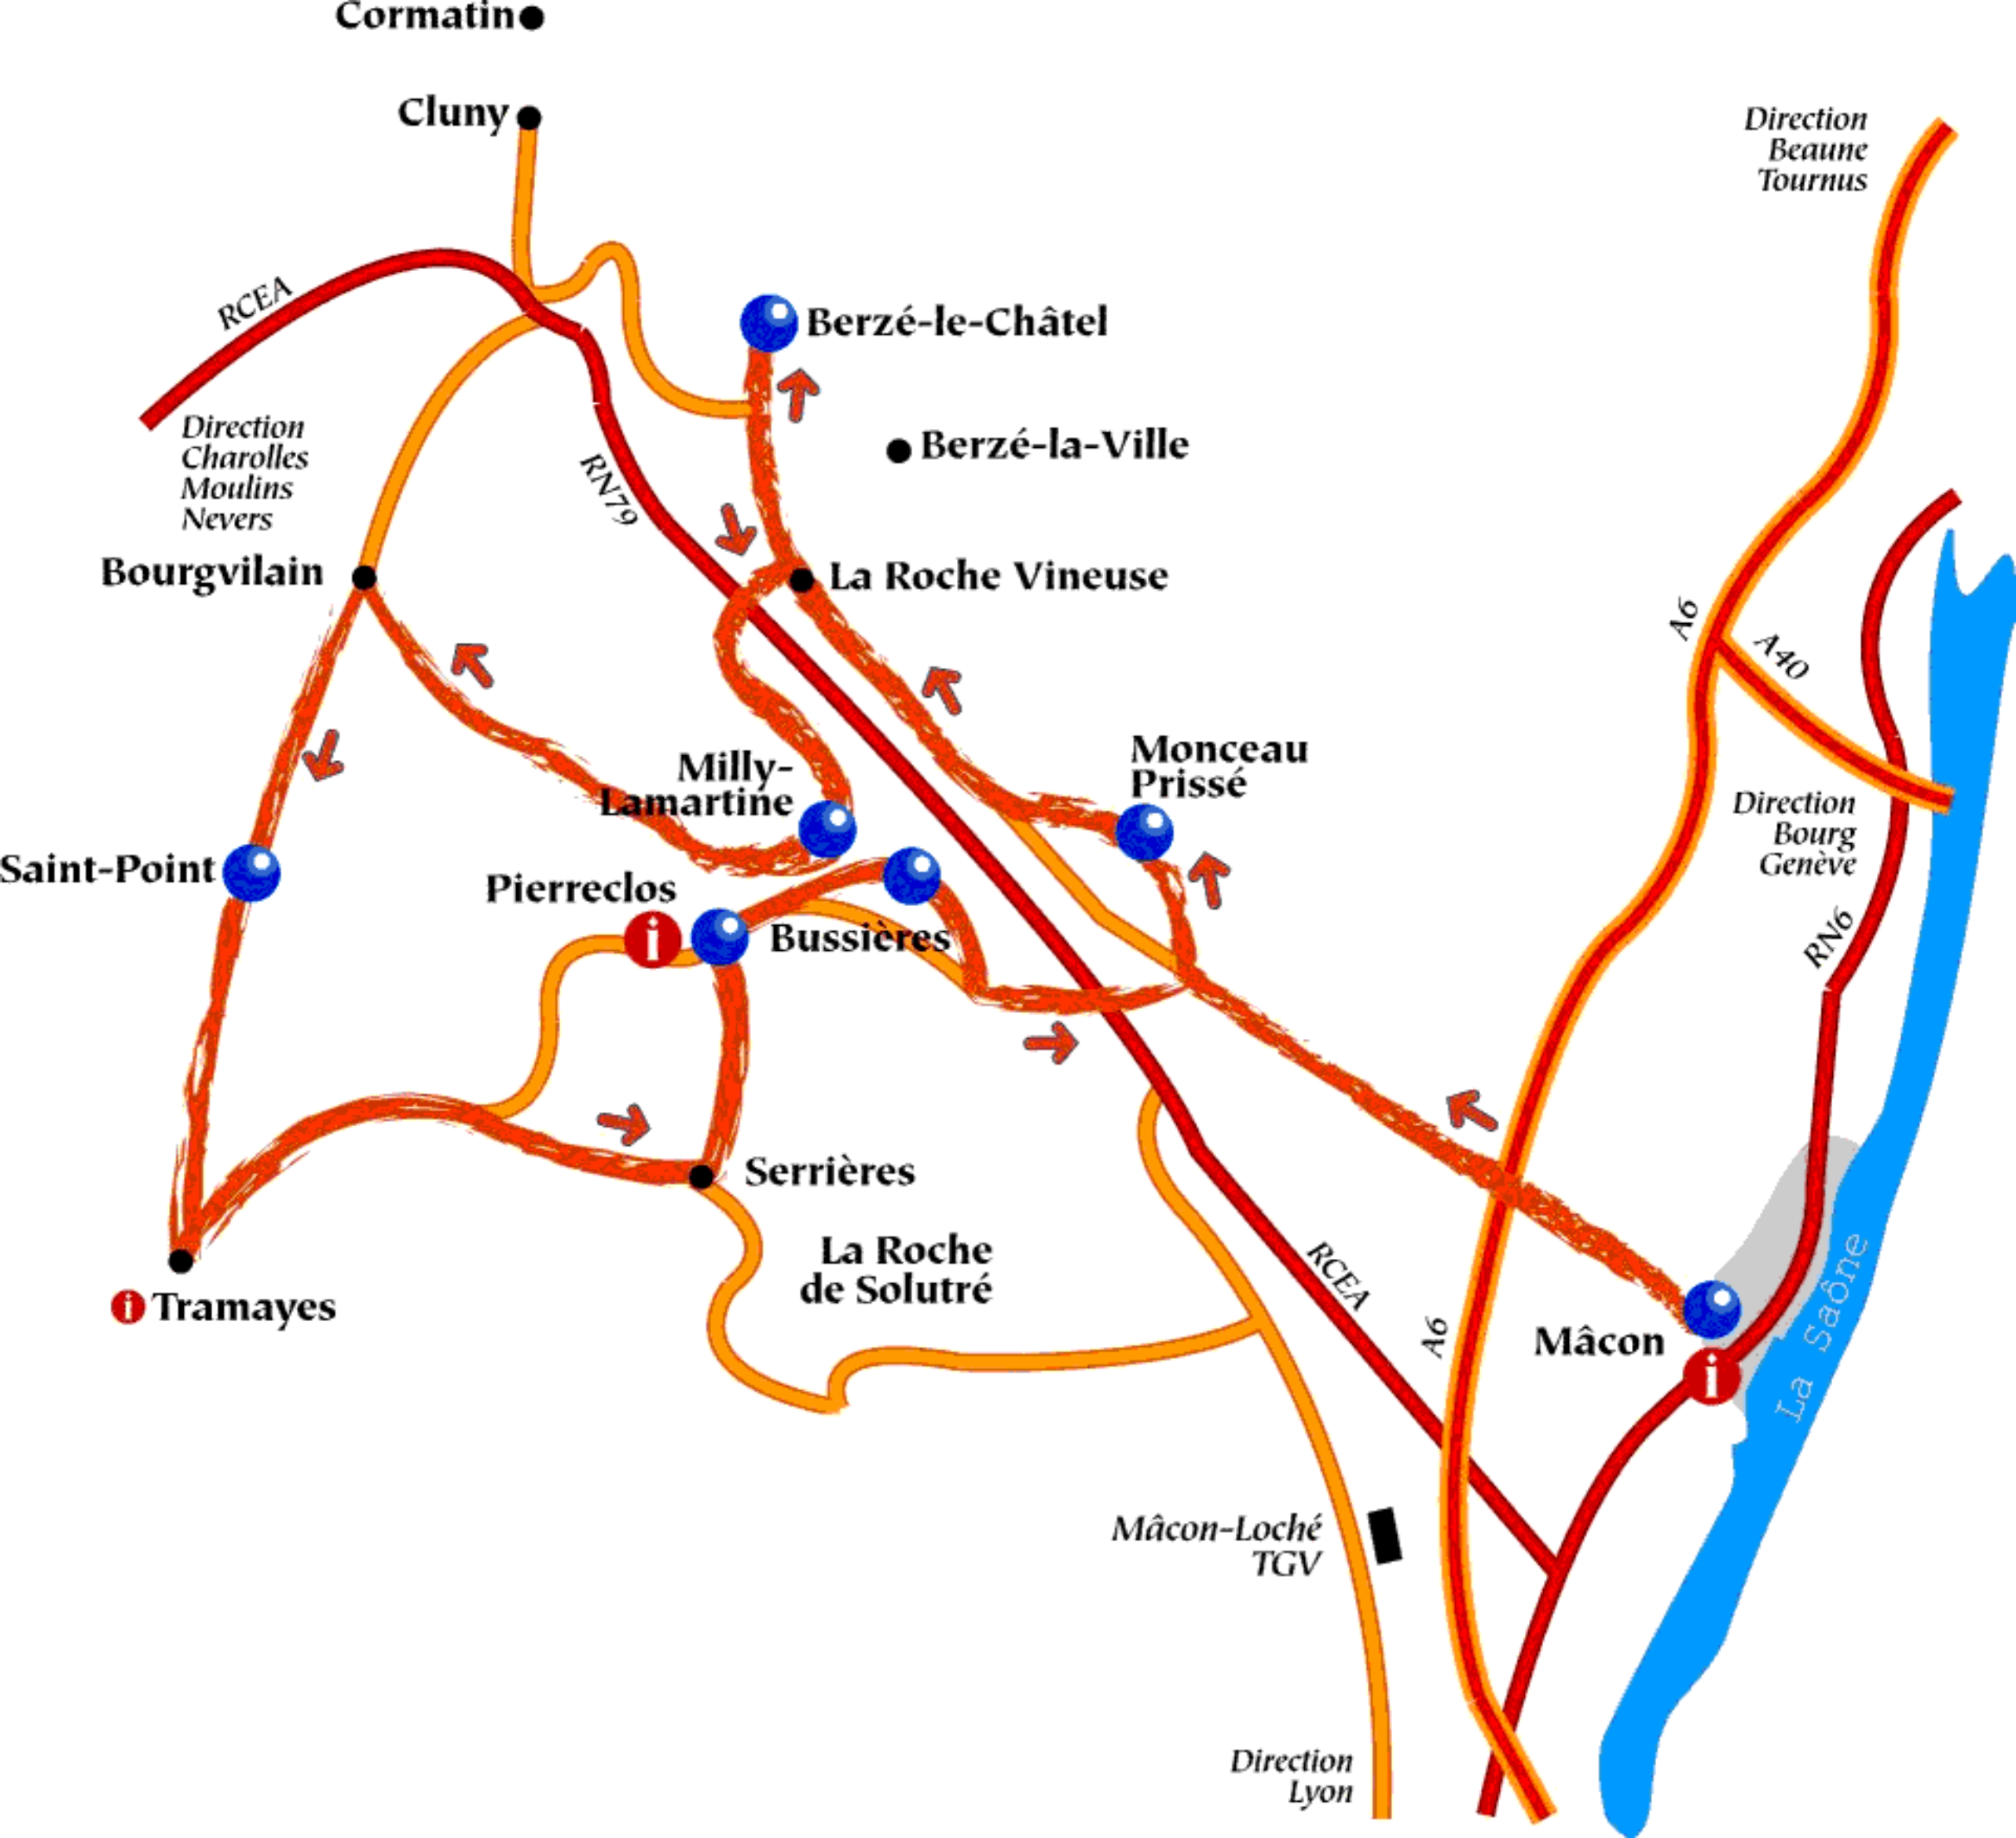 Cormatin
Cluny
Direction
Beaune
Tournus
RCEA
Berzé-le-Châtel
Direction
Charolles
Moulins
Nevers
Berzé-la-Ville
RN79
Bourgvilain
La Roche Vineuse
A6
A40
Milly-
Lamartine
Monceau
Prissé
Direction
Bourg
Genève
Saint-Point
Pierreclos
i
Bussières
RN6
Serrières
La Roche
de Solutré
i Tramayes
RCEA
A6
Mâcon
i
La Saône
Mâcon-Loché
TGV
Direction
Lyon